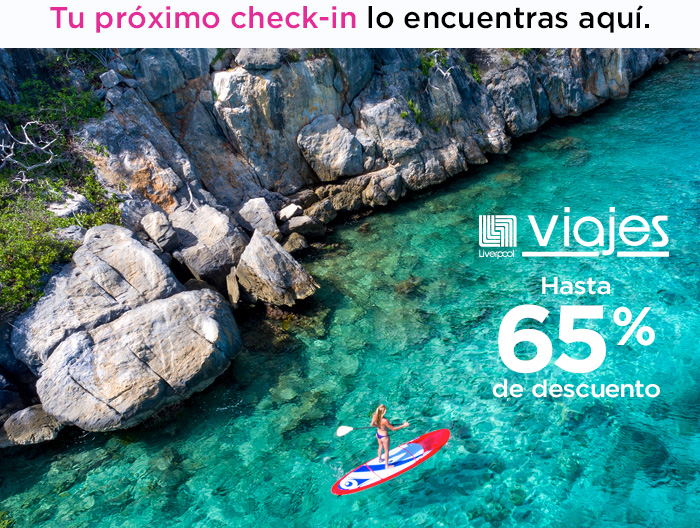 Tu próximo check-in lo encuentras aquí.
Liverpool
viajes
Hasta
65%
de descuento